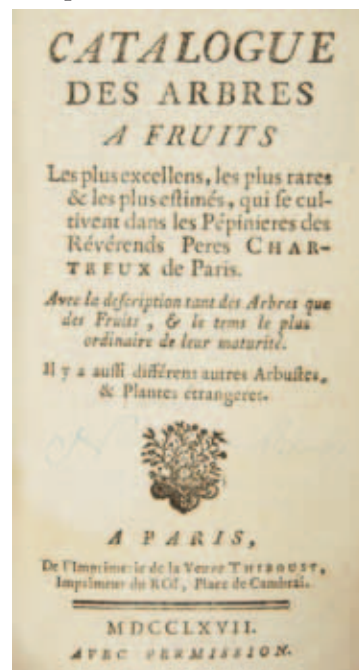 CATALOGUE
DES ARBRES
A FRUITS
Les plus excellens, les plus rares
& les plus eſtimés, qui ſe cul-
tivent dans les Pépinieres des
Révérends Peres CHAR-
TREUX de Paris.
Avec la deſcription tant des Arbres que
des Fruits, & le tems le plus
ordinaire de leur maturité.
Il y a auſſi différens autres Arbuſtes,
& Plantes étrangeres.
A PARIS,
De l'Imprimerie de la Veuve THIBOUST,
Imprimeur du ROI, Place de Cambrai.
MDCCLXVII.
AVEC PERMISSION.